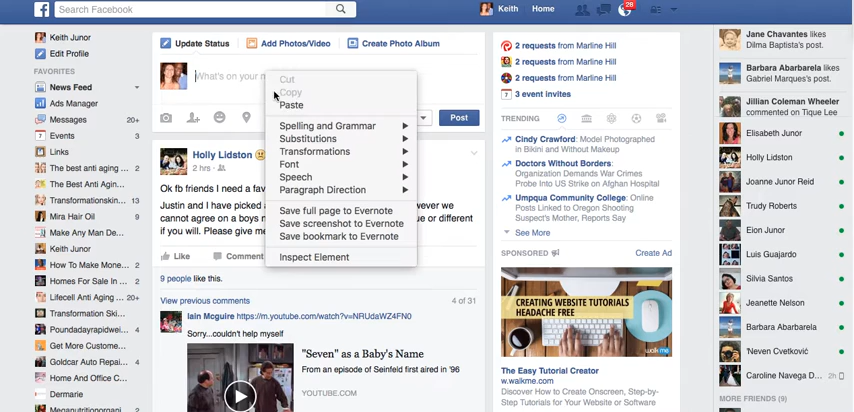 Search Facebook
Keith
Home
28
Keith Junor
Edit Profile
FAVORITES
News Feed
Ads Manager
Messages 20+
Events 3
Links
The best anti aging ... 2
The Best Anti Agin...
Transformationskin... 13
Mira Hair Oil 9
Make Any Man De...
Keith Junor
How To Make Mone... 2
Homes For Sale In ... 2
Lifecell Anti Aging ... 20+
Transformation Ski...
Poundadayrapidwei... 4
Get More Custome...
Goldcar Auto Repai... 4
Home And Office C...
Dermarie
Meganutritionorgani...
Update Status
Add Photos/Video
Create Photo Album
What's on your
Post
Cut
Copy
Paste
Spelling and Grammar
Substitutions
Transformations
Font
Speech
Paragraph Direction
Save full page to Evernote
Save screenshot to Evernote
Save bookmark to Evernote
Inspect Element
Holly Lidston
2 hrs
Ok fb friends I need a
Justin and I have picked
wever we
cannot agree on a boys
ue or different
if you will. Please give me
Like
Comment
9 people like this.
View previous comments
4 of 31
Iain Mcguire https://m.youtube.com/watch?v=NRUdaWZ4FN0
Sorry...couldn't help myself
"Seven" as a Baby's Name
From an episode of Seinfeld first aired in '96
YOUTUBE.COM
2 requests from Marline Hill
2 requests from Marline Hill
2 requests from Marline Hill
7
3 event invites
TRENDING
Cindy Crawford: Model Photographed
in Bikini and Without Makeup
Doctors Without Borders:
Organization Demands War Crimes
Probe Into US Strike on Afghan Hospital
Umpqua Community College: Online
Posts Linked to Oregon Shooting
Suspect's Mother, Reports Say
See More
SPONSORED
Create Ad
CREATING WEBSITE TUTORIALS
HEADACHE FREE
walkme
The Easy Tutorial Creator
www.walkme.com
Discover How to Create Onscreen, Step-by-
Step Tutorials for Your Website or Software
Jane Chavantes likes
Dilma Baptista's post.
Barbara Abarbarela likes
Gabriel Marques's post.
Jillian Coleman Wheeler
commented on Tique Lee
Elisabeth Junor
Holly Lidston
Joanne Junor Reid
Trudy Roberts
Eion Junor
Luis Guajardo
Silvia Santos
Jeanette Nelson
Barbara Abarbarela
'Neven Cvetković
Caroline Navega D... 2h
MORE FRIENDS (9)